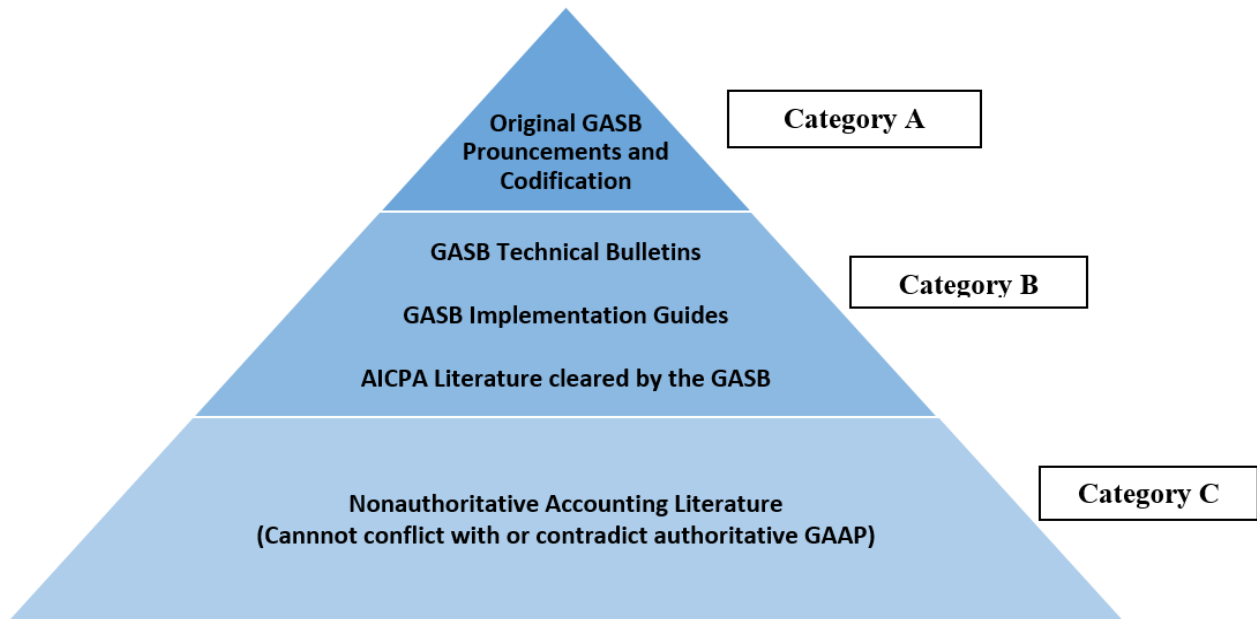 Original GASB
Prouncements and
Codification
Category A
GASB Technical Bulletins
GASB Implementation Guides
AICPA Literature cleared by the GASB
Category B
Nonauthoritative Accounting Literature
(Cannnot conflict with or contradict authoritative GAAP)
Category C